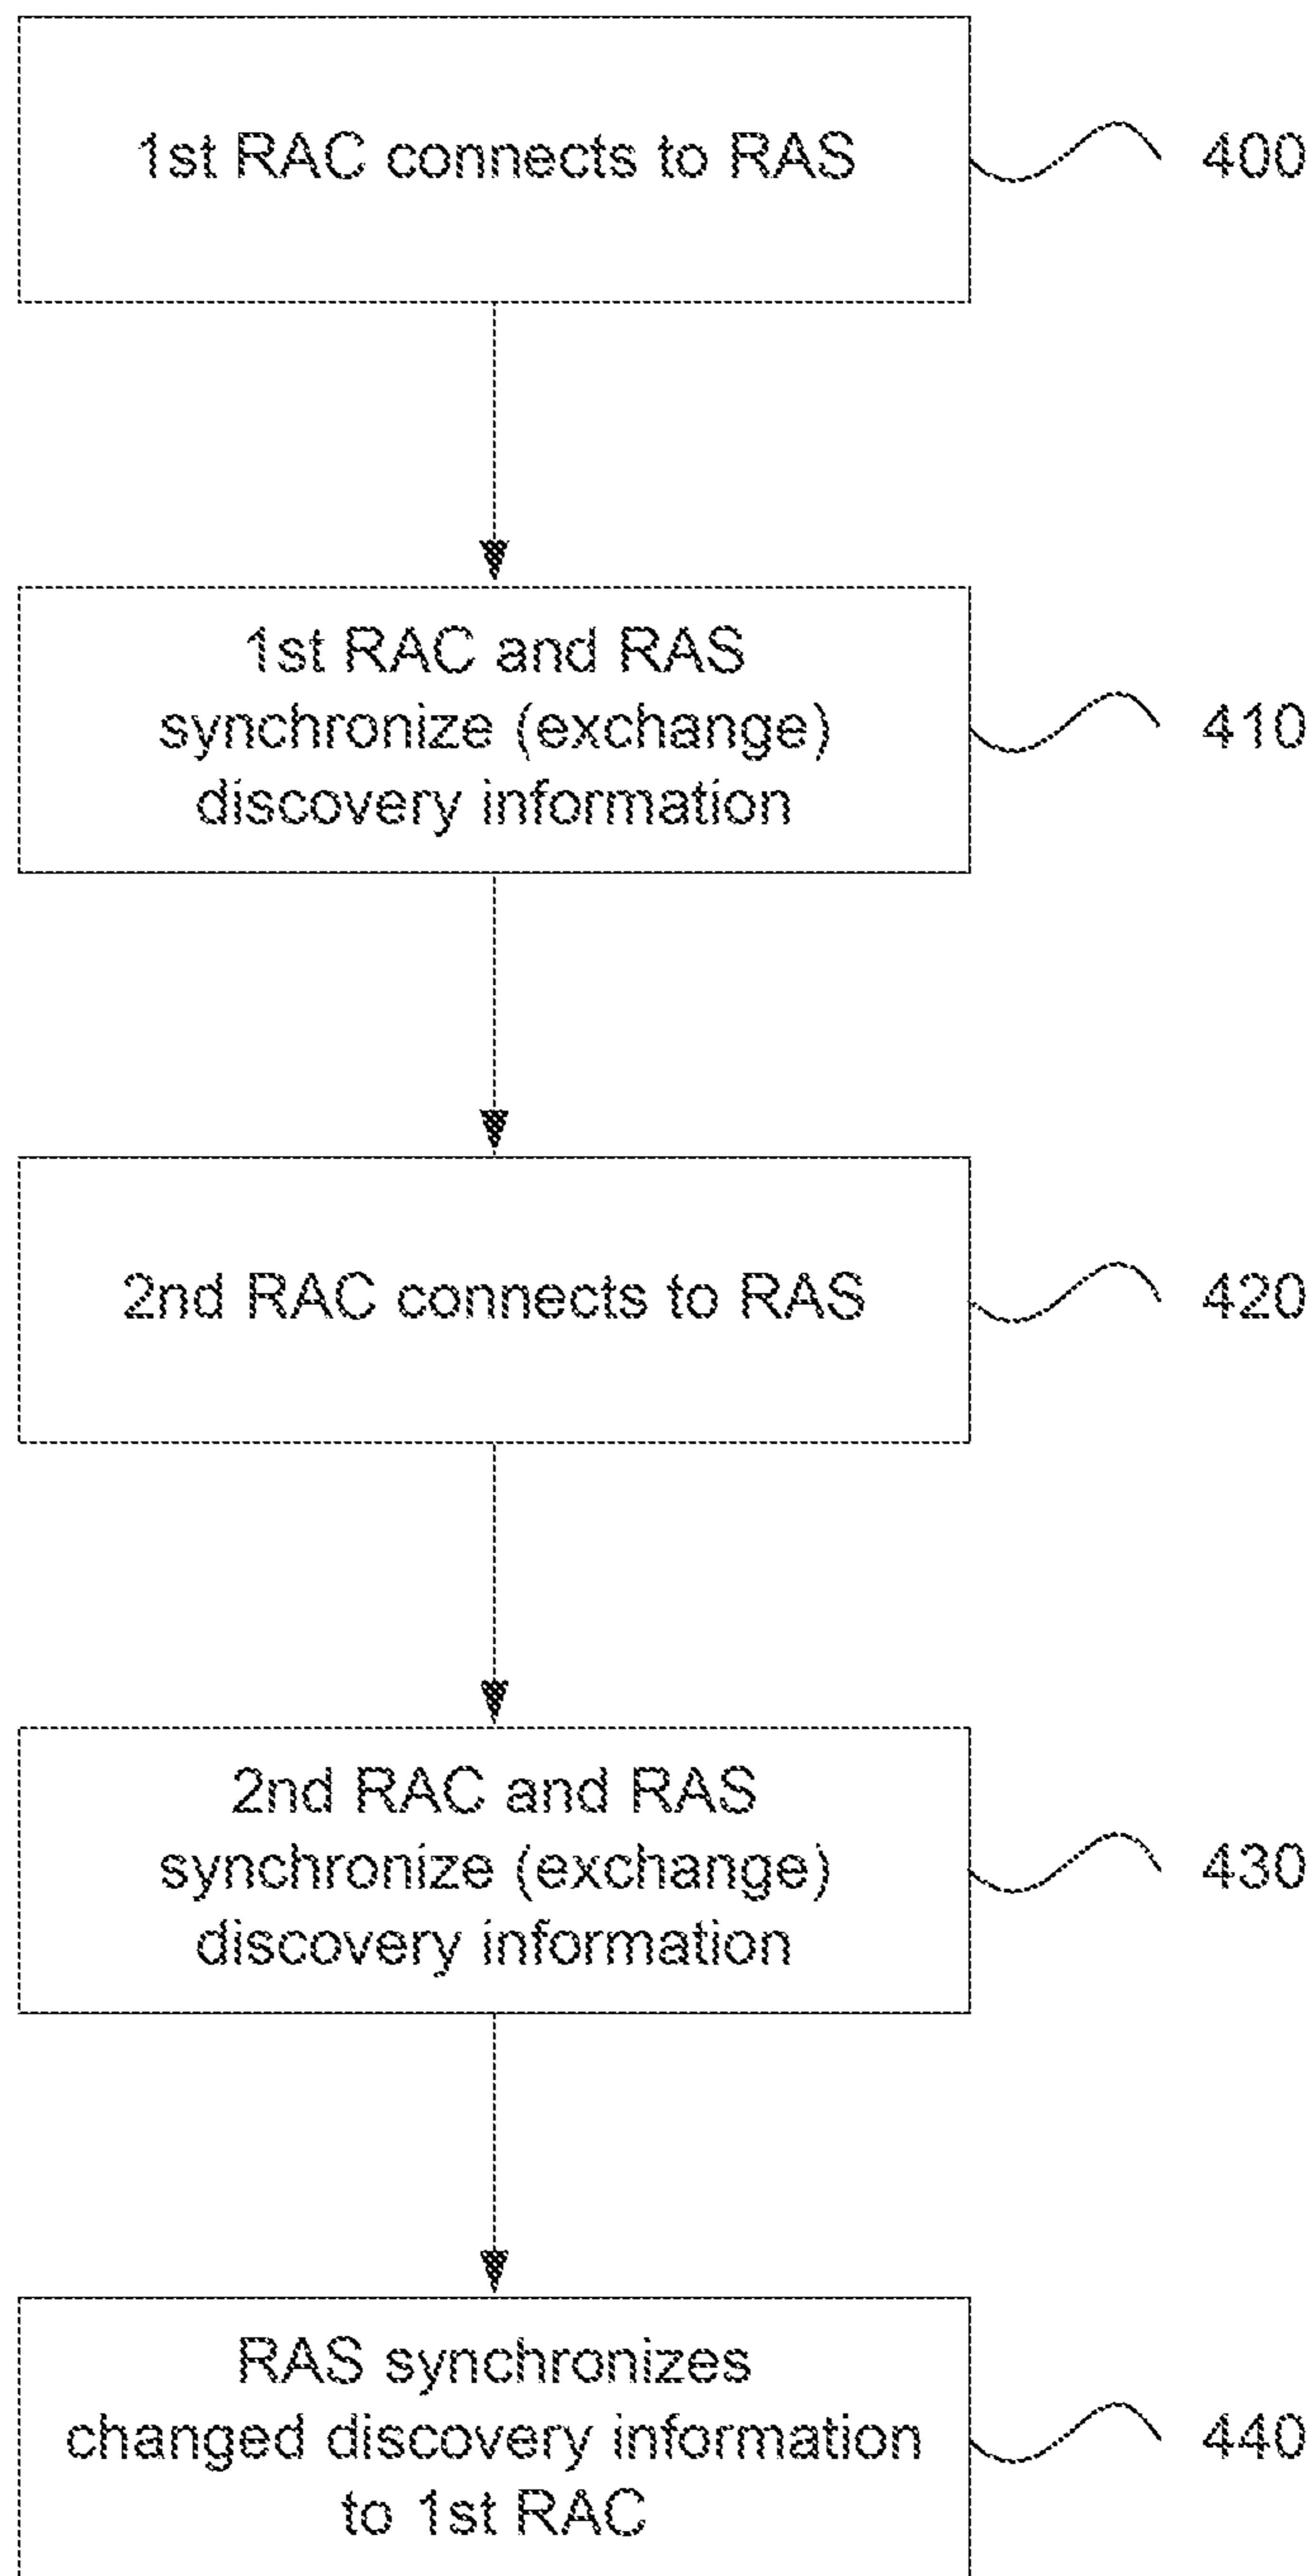 1st RAC connects to RAS
400
1st RAC and RAS
synchronize (exchange)
discovery information
410
2nd RAC connects to RAS
420
2nd RAC and RAS
synchronize (exchange)
discovery information
430
RAS synchronizes
changed discovery information
to 1st RAC
440